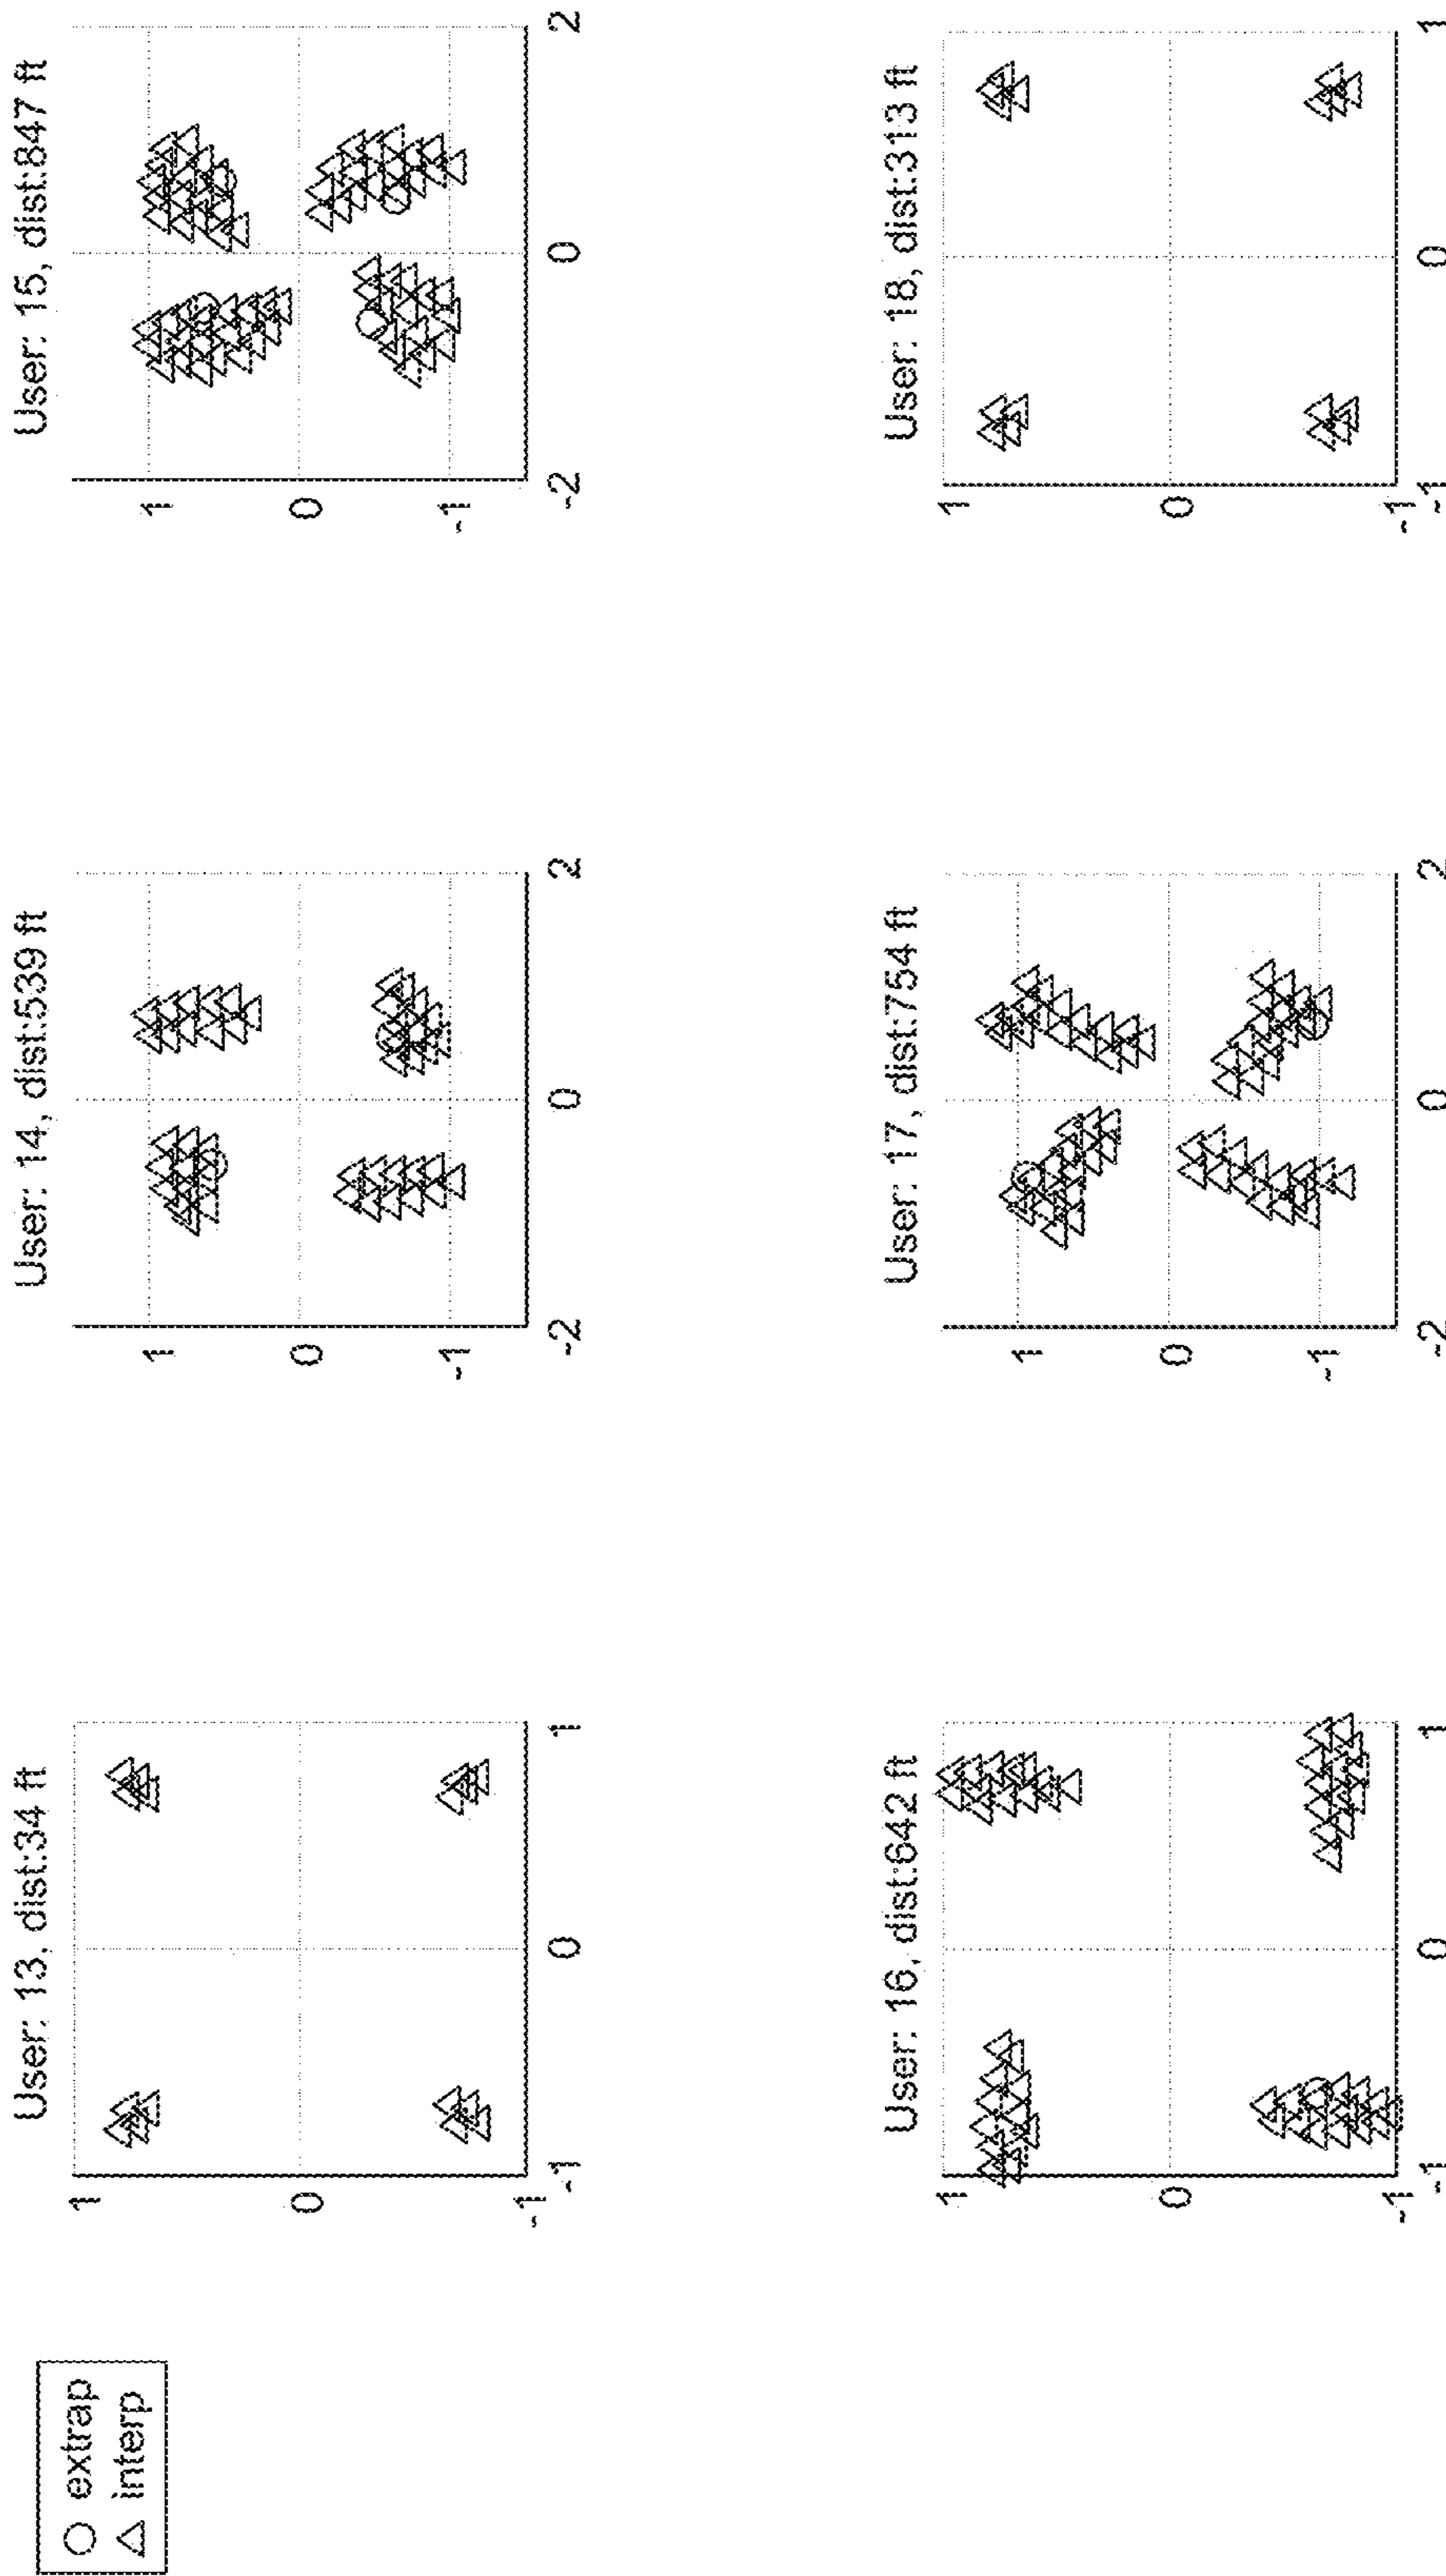 extrap
interp
User: 13, dist:34 ft
1
0
-1
-1 0 1
User: 14, dist:539 ft
1
0
-1
-2 0 2
User: 15, dist:847 ft
1
0
-1
-2 0 2
User: 16, dist:642 ft
1
0
-1
-1 0 1
User: 17, dist:754 ft
1
0
-1
-2 0 2
User: 18, dist:313 ft
1
0
-1
-1 0 1